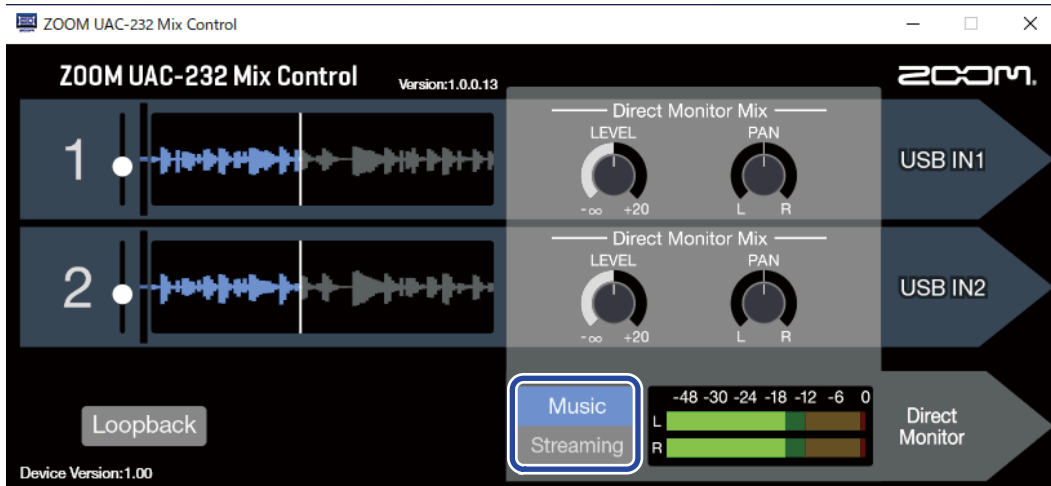 ZOOM UAC-232 Mix Control
ZOOM UAC-232 Mix Control Version:1.0.0.13 ZOOM.
1 Direct Monitor Mix
LEVEL PAN
USB IN1
-∞ +20 L R
2 Direct Monitor Mix
LEVEL PAN
USB IN2
-∞ +20 L R
Music
Streaming
-48 -30 -24 -18 -12 -6 0
L
R
Direct
Monitor
Loopback
Device Version:1.00